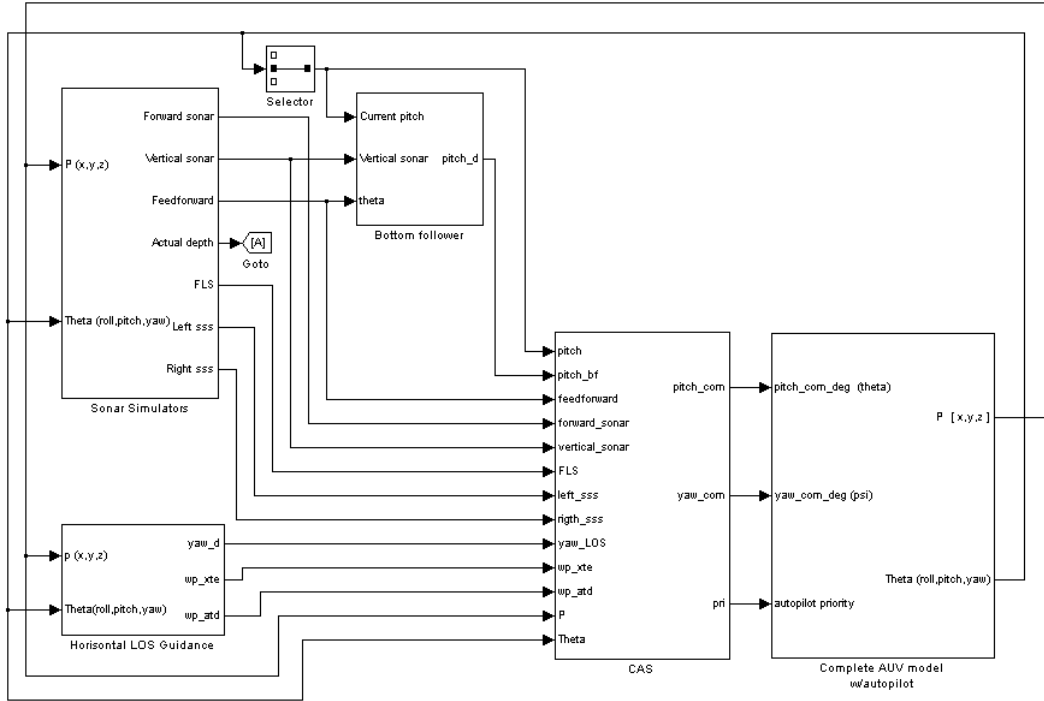 Selector
Forward sonar
Vertical sonar
Feedforward
Actual depth
FLS
Left sss
Right sss
P (x,y,z)
Theta (roll,pitch,yaw)
Sonar Simulators
[A]
Goto
Current pitch
Vertical sonar
theta
pitch_d
Bottom follower
p (x,y,z)
Theta(roll,pitch,yaw)
yaw_d
wp_xte
wp_atd
Horisontal LOS Guidance
pitch
pitch_bf
feedforward
forward_sonar
vertical_sonar
FLS
left_sss
rigth_sss
yaw_LOS
wp_xte
wp_atd
P
Theta
pitch_com
yaw_com
pri
CAS
pitch_com_deg (theta)
yaw_com_deg (psi)
autopilot priority
P [ x,y,z ]
Theta (roll,pitch,yaw)
Complete AUV model
w/autopilot